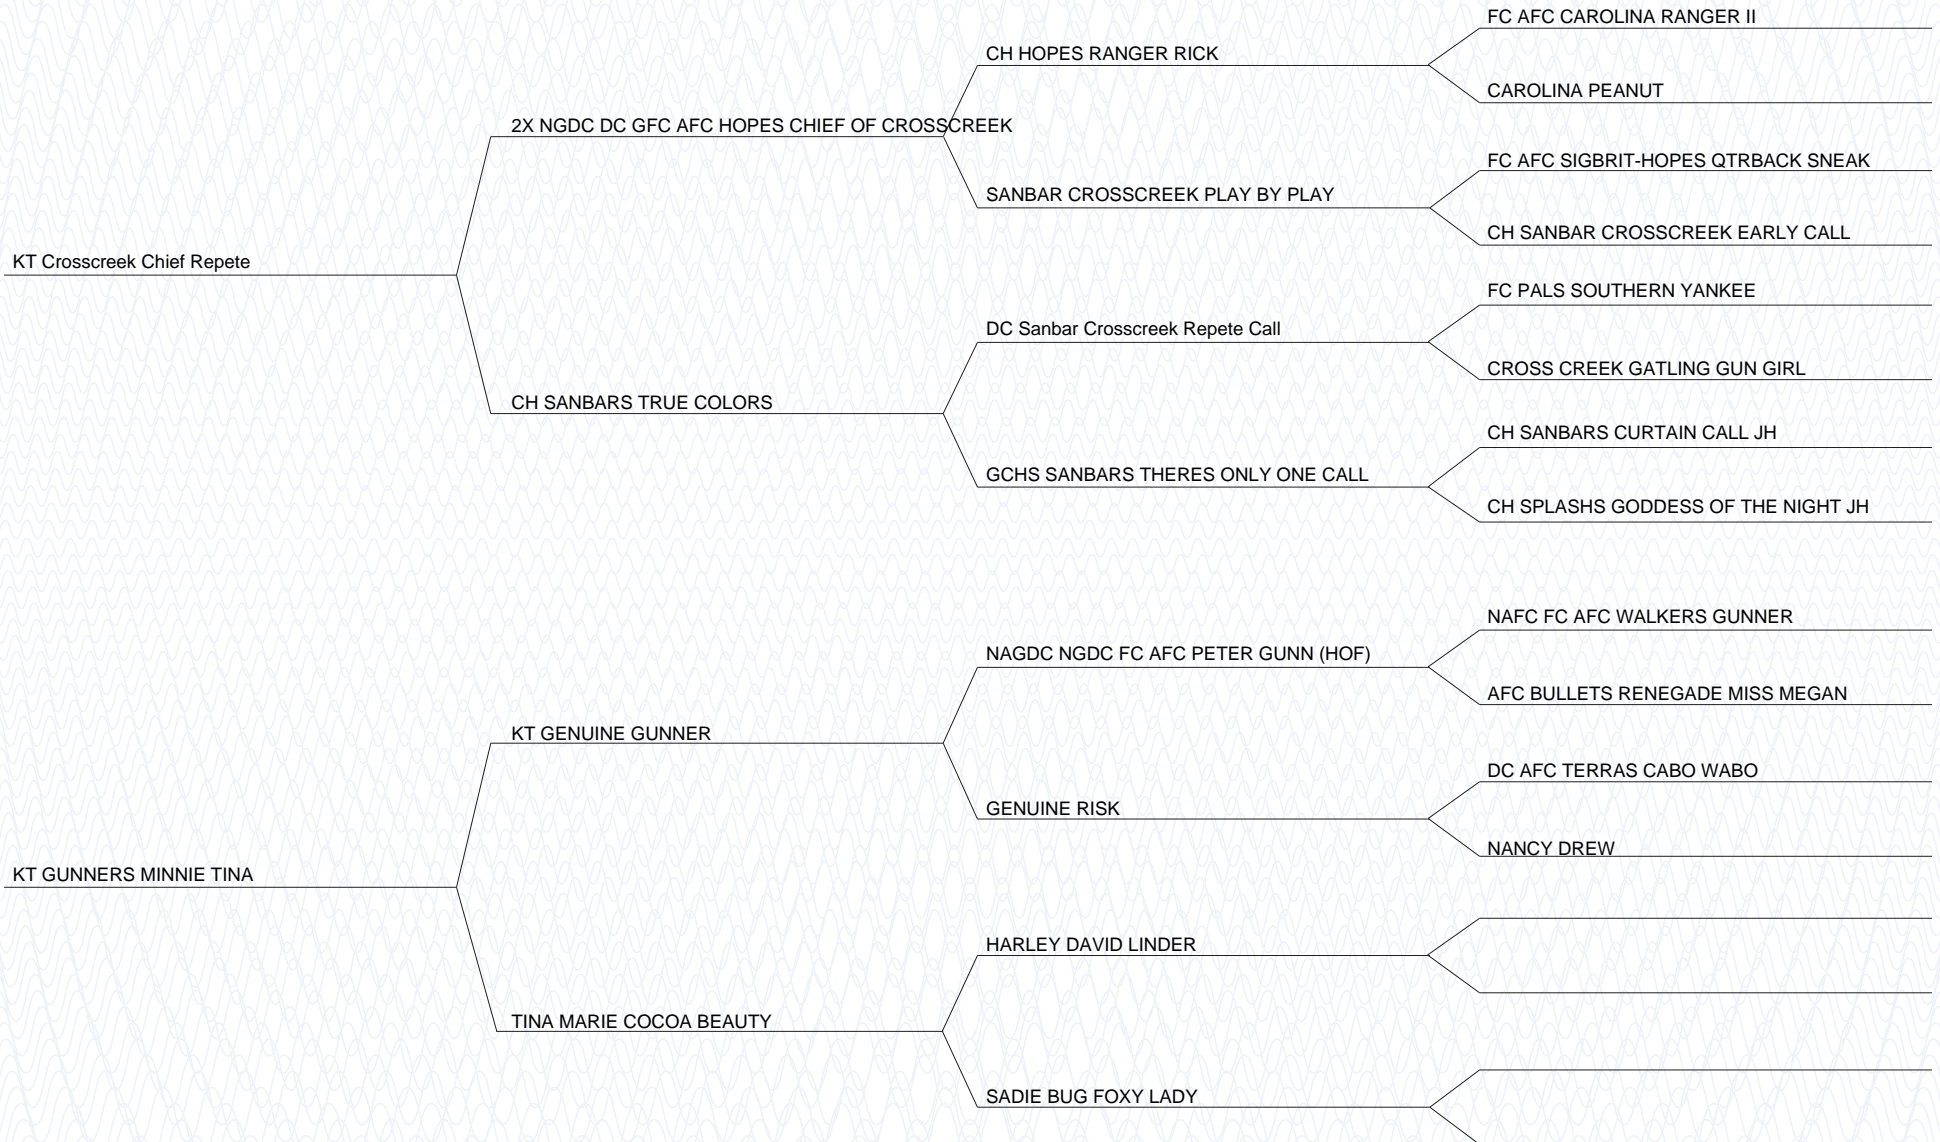 FC AFC CAROLINA RANGER II
CH HOPES RANGER RICK
CAROLINA PEANUT
2X NGDC DC GFC AFC HOPES CHIEF OF CROSSCREEK
FC AFC SIGBRIT-HOPES QTRBACK SNEAK
SANBAR CROSSCREEK PLAY BY PLAY
CH SANBAR CROSSCREEK EARLY CALL
KT Crosscreek Chief Repete
FC PALS SOUTHERN YANKEE
DC Sanbar Crosscreek Repete Call
CROSS CREEK GATLING GUN GIRL
CH SANBARS TRUE COLORS
CH SANBARS CURTAIN CALL JH
GCHS SANBARS THERES ONLY ONE CALL
CH SPLASHS GODDESS OF THE NIGHT JH
NAFC FC AFC WALKERS GUNNER
NAGDC NGDC FC AFC PETER GUNN (HOF)
AFC BULLETS RENEGADE MISS MEGAN
KT GENUINE GUNNER
DC AFC TERRAS CABO WABO
GENUINE RISK
NANCY DREW
KT GUNNERS MINNIE TINA
HARLEY DAVID LINDER
TINA MARIE COCOA BEAUTY
SADIE BUG FOXY LADY